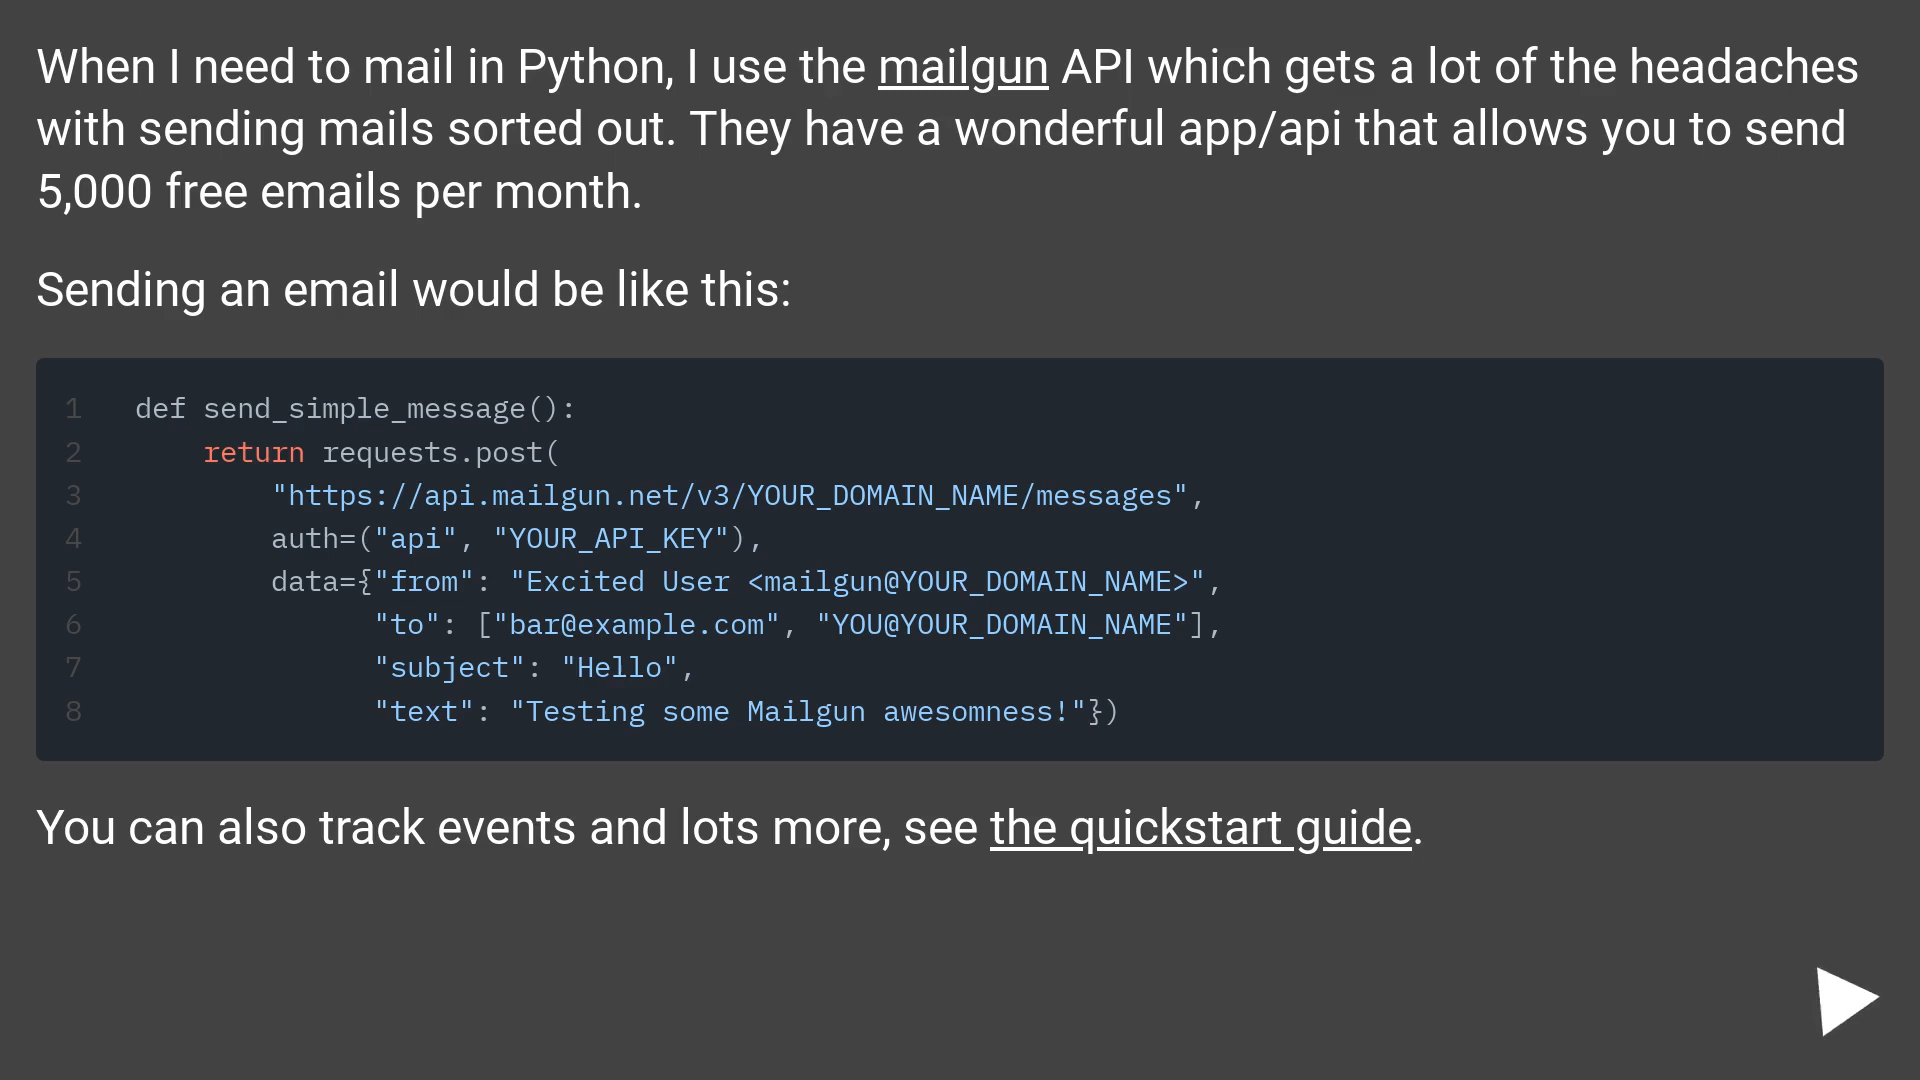 When I need to mail in Python, I use the mailgun API which gets a lot of the headaches
with sending mails sorted out. They have a wonderful app/api that allows you to send
5,000 free emails per month.
Sending an email would be like this:
1 def send_simple_message():
2 return requests.post(
3 "https://api.mailgun.net/v3/YOUR_DOMAIN_NAME/messages",
4 auth=("api", "YOUR_API_KEY"),
5 data={"from": "Excited User <mailgun@YOUR_DOMAIN_NAME>",
6 "to": ["bar@example.com", "YOU@YOUR_DOMAIN_NAME"],
7 "subject": "Hello",
8 "text": "Testing some Mailgun awesomness!"})
You can also track events and lots more, see the quickstart guide.